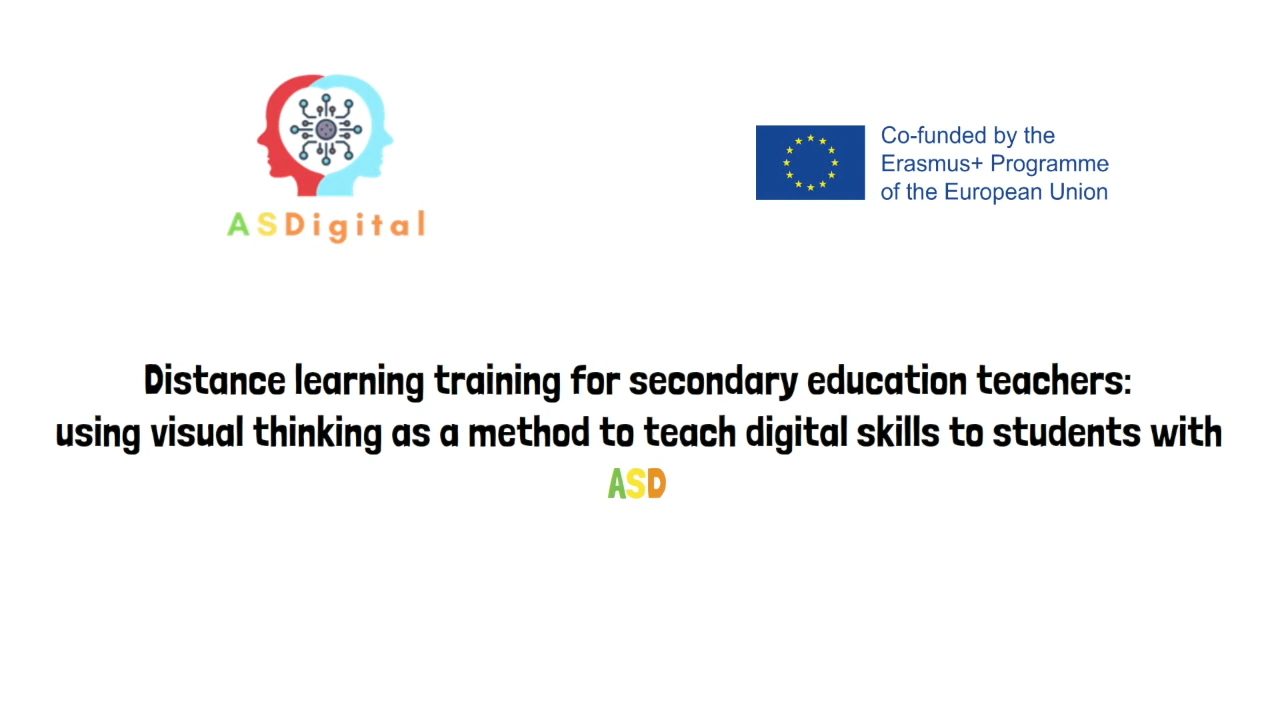 ASDigital
Co-funded by the
Erasmus+ Programme
of the European Union
Distance learning training for secondary education teachers:
using visual thinking as a method to teach digital skills to students with
ASD